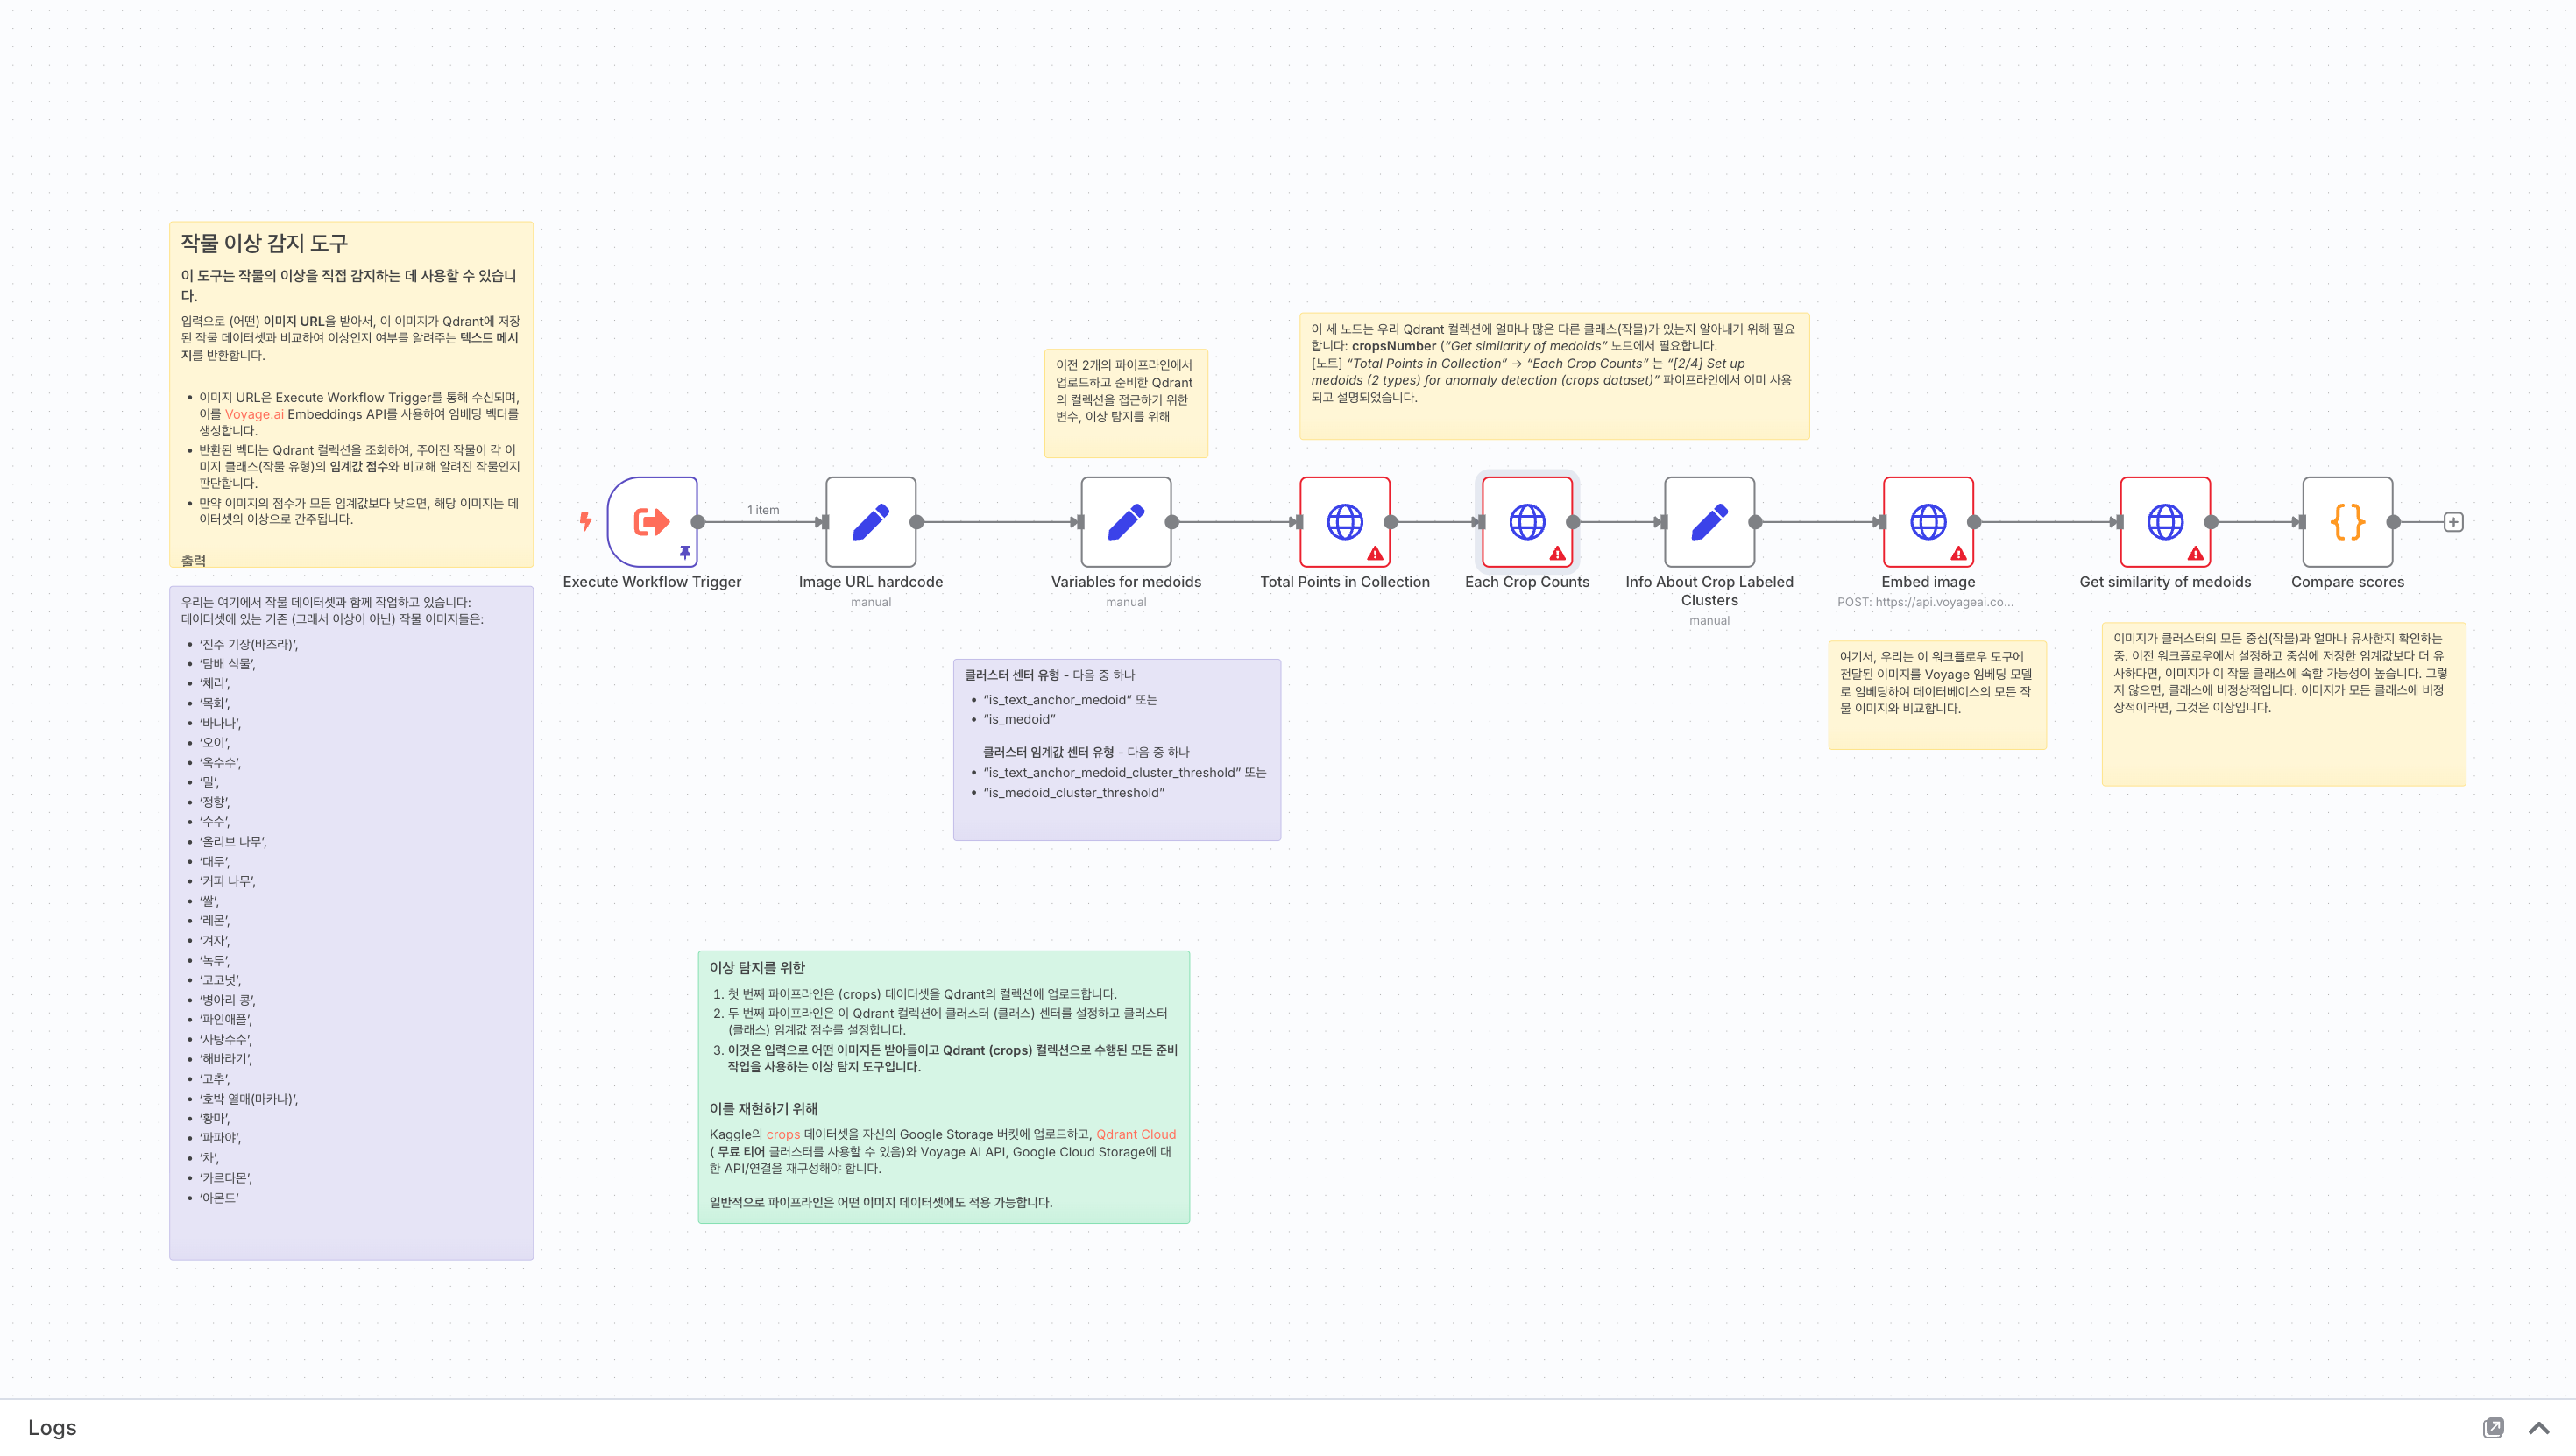 작물 이상 감지 도구
이 도구는 작물의 이상을 직접 감지하는 데 사용할 수 있습니
다.
입력으로 (어떤) 이미지 URL을 받아서, 이 이미지가 Qdrant에 저장
된 작물 데이터셋과 비교하여 이상인지 여부를 알려주는 텍스트 메시
지를 반환합니다.
• 이미지 URL은 Execute Workflow Trigger를 통해 수신되며,
이를 Voyage.ai Embeddings API를 사용하여 임베딩 벡터를
생성합니다.
• 반환된 벡터는 Qdrant 컬렉션을 조회하여, 주어진 작물이 각 이
미지 클래스(작물 유형)의 임계값 점수와 비교해 알려진 작물인지
판단합니다.
• 만약 이미지의 점수가 모든 임계값보다 낮으면, 해당 이미지는 데
이터셋의 이상으로 간주됩니다.
출력
우리는 여기에서 작물 데이터셋과 함께 작업하고 있습니다:
데이터셋에 있는 기존 (그래서 이상이 아닌) 작물 이미지들은:
• ‘진주 기장(바즈라)’,
• ‘담배 식물’,
• ‘체리’,
• ‘목화’,
• ‘바나나’,
• ‘오이’,
• ‘옥수수’,
• ‘밀’,
• ‘정향’,
• ‘수수’,
• ‘올리브 나무’,
• ‘대두’,
• ‘커피 나무’,
• ‘쌀’,
• ‘레몬’,
• ‘겨자’,
• ‘녹두’,
• ‘코코넛’,
• ‘병아리 콩’,
• ‘파인애플’,
• ‘사탕수수’,
• ‘해바라기’,
• ‘고추’,
• ‘호박 열매(마카나)’,
• ‘황마’,
• ‘파파야’,
• ‘차’,
• ‘카르다몬’,
• ‘아몬드’
이전 2개의 파이프라인에서
업로드하고 준비한 Qdrant
의 컬렉션을 접근하기 위한
변수, 이상 탐지를 위해
이 세 노드는 우리 Qdrant 컬렉션에 얼마나 많은 다른 클래스(작물)가 있는지 알아내기 위해 필요
합니다: cropsNumber (“Get similarity of medoids” 노드에서 필요합니다.
[노트] “Total Points in Collection” → “Each Crop Counts” 는 “[2/4] Set up
medoids (2 types) for anomaly detection (crops dataset)” 파이프라인에서 이미 사용
되고 설명되었습니다.
1 item
Execute Workflow Trigger
Image URL hardcode
manual
Variables for medoids
manual
Total Points in Collection
Each Crop Counts
Info About Crop Labeled
Clusters
manual
Embed image
POST: https://api.voyageai.co...
Get similarity of medoids
{}
Compare scores
클러스터 센터 유형 - 다음 중 하나
• “is_text_anchor_medoid” 또는
• “is_medoid”
클러스터 임계값 센터 유형 - 다음 중 하나
• “is_text_anchor_medoid_cluster_threshold” 또는
• “is_medoid_cluster_threshold”
여기서, 우리는 이 워크플로우 도구에
전달된 이미지를 Voyage 임베딩 모델
로 임베딩하여 데이터베이스의 모든 작
물 이미지와 비교합니다.
이미지가 클러스터의 모든 중심(작물)과 얼마나 유사한지 확인하는
중. 이전 워크플로우에서 설정하고 중심에 저장한 임계값보다 더 유
사하다면, 이미지가 이 작물 클래스에 속할 가능성이 높습니다. 그렇
지 않으면, 클래스에 비정상적입니다. 이미지가 모든 클래스에 비정
상적이라면, 그것은 이상입니다.
이상 탐지를 위한
1. 첫 번째 파이프라인은 (crops) 데이터셋을 Qdrant의 컬렉션에 업로드합니다.
2. 두 번째 파이프라인은 이 Qdrant 컬렉션에 클러스터 (클래스) 센터를 설정하고 클러스터
(클래스) 임계값 점수를 설정합니다.
3. 이것은 입력으로 어떤 이미지든 받아들이고 Qdrant (crops) 컬렉션으로 수행된 모든 준비
작업을 사용하는 이상 탐지 도구입니다.
이를 재현하기 위해
Kaggle의 crops 데이터셋을 자신의 Google Storage 버킷에 업로드하고, Qdrant Cloud
( 무료 티어 클러스터를 사용할 수 있음)와 Voyage AI API, Google Cloud Storage에 대
한 API/연결을 재구성해야 합니다.
일반적으로 파이프라인은 어떤 이미지 데이터셋에도 적용 가능합니다.
Logs